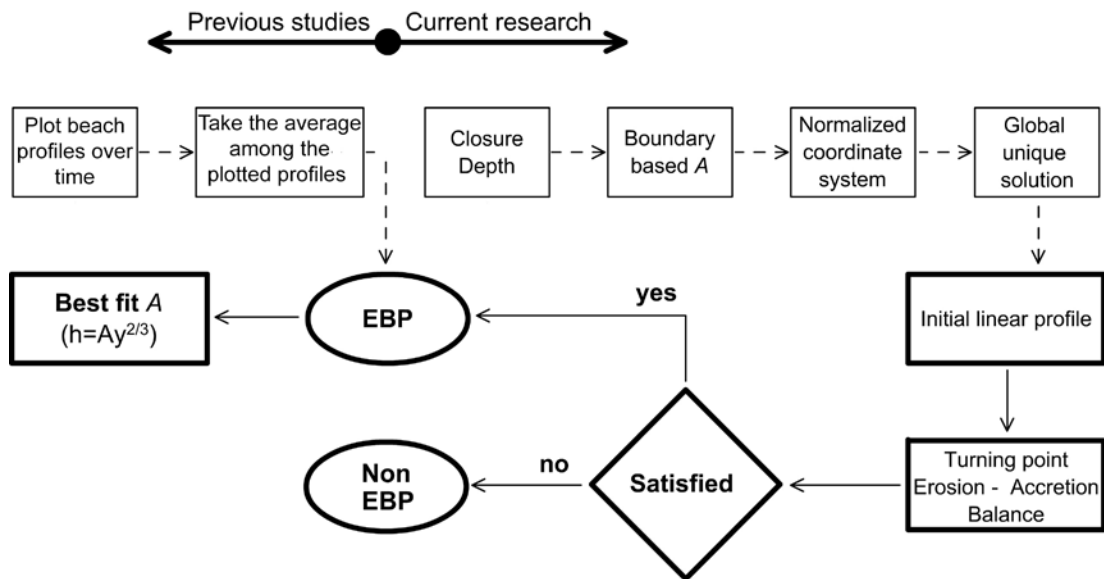 Previous studies
Current research
Plot beach
profiles over
time
Take the average
among the
plotted profiles
Closure
Depth
Boundary
based A
Normalized
coordinate
system
Global
unique
solution
Best fit A
(h=Ay^{2/3})
EBP
yes
Initial linear profile
Non
EBP
no
Satisfied
Turning point
Erosion - Accretion
Balance